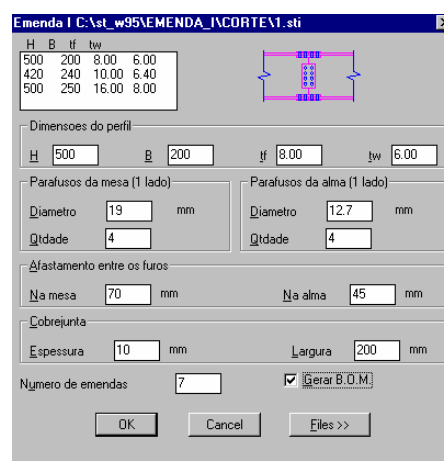 Emenda I C:\st_w95\EMENDA_I\CORTE\1.sti
H B tf tw
500 200 8.00 6.00
420 240 10.00 6.40
500 250 16.00 8.00
Dimensoes do perfil
H 500 B 200 tf 8.00 tw 6.00
Parafusos da mesa (1 lado) Parafusos da alma (1 lado)
Diametro 19 mm Diametro 12.7 mm
Qtdade 4 Qtdade 4
Afastamento entre os furos
Na mesa 70 mm Na alma 45 mm
Cobrejunta
Espessura 10 mm Largura 200 mm
Numero de emendas 7 Gerar B.O.M.
OK Cancel Files >>